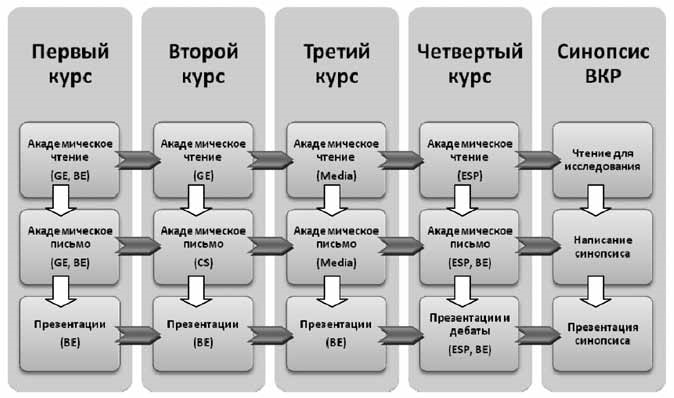 Первый
курс
Второй
курс
Третий
курс
Четвертый
курс
Синопсис
ВКР
Академическое
чтение
(GE, BE)
Академическое
чтение
(GE)
Академическое
чтение
(Media)
Академическое
чтение
(ESP)
Чтение для
исследования
Академическое
письмо
(GE, BE)
Академическое
письмо
(CS)
Академическое
письмо
(Media)
Академическое
письмо
(ESP, BE)
Написание
синопсиса
Презентации
(BE)
Презентации
(BE)
Презентации
(BE)
Презентации и
дебаты
(ESP, BE)
Презентация
синопсиса